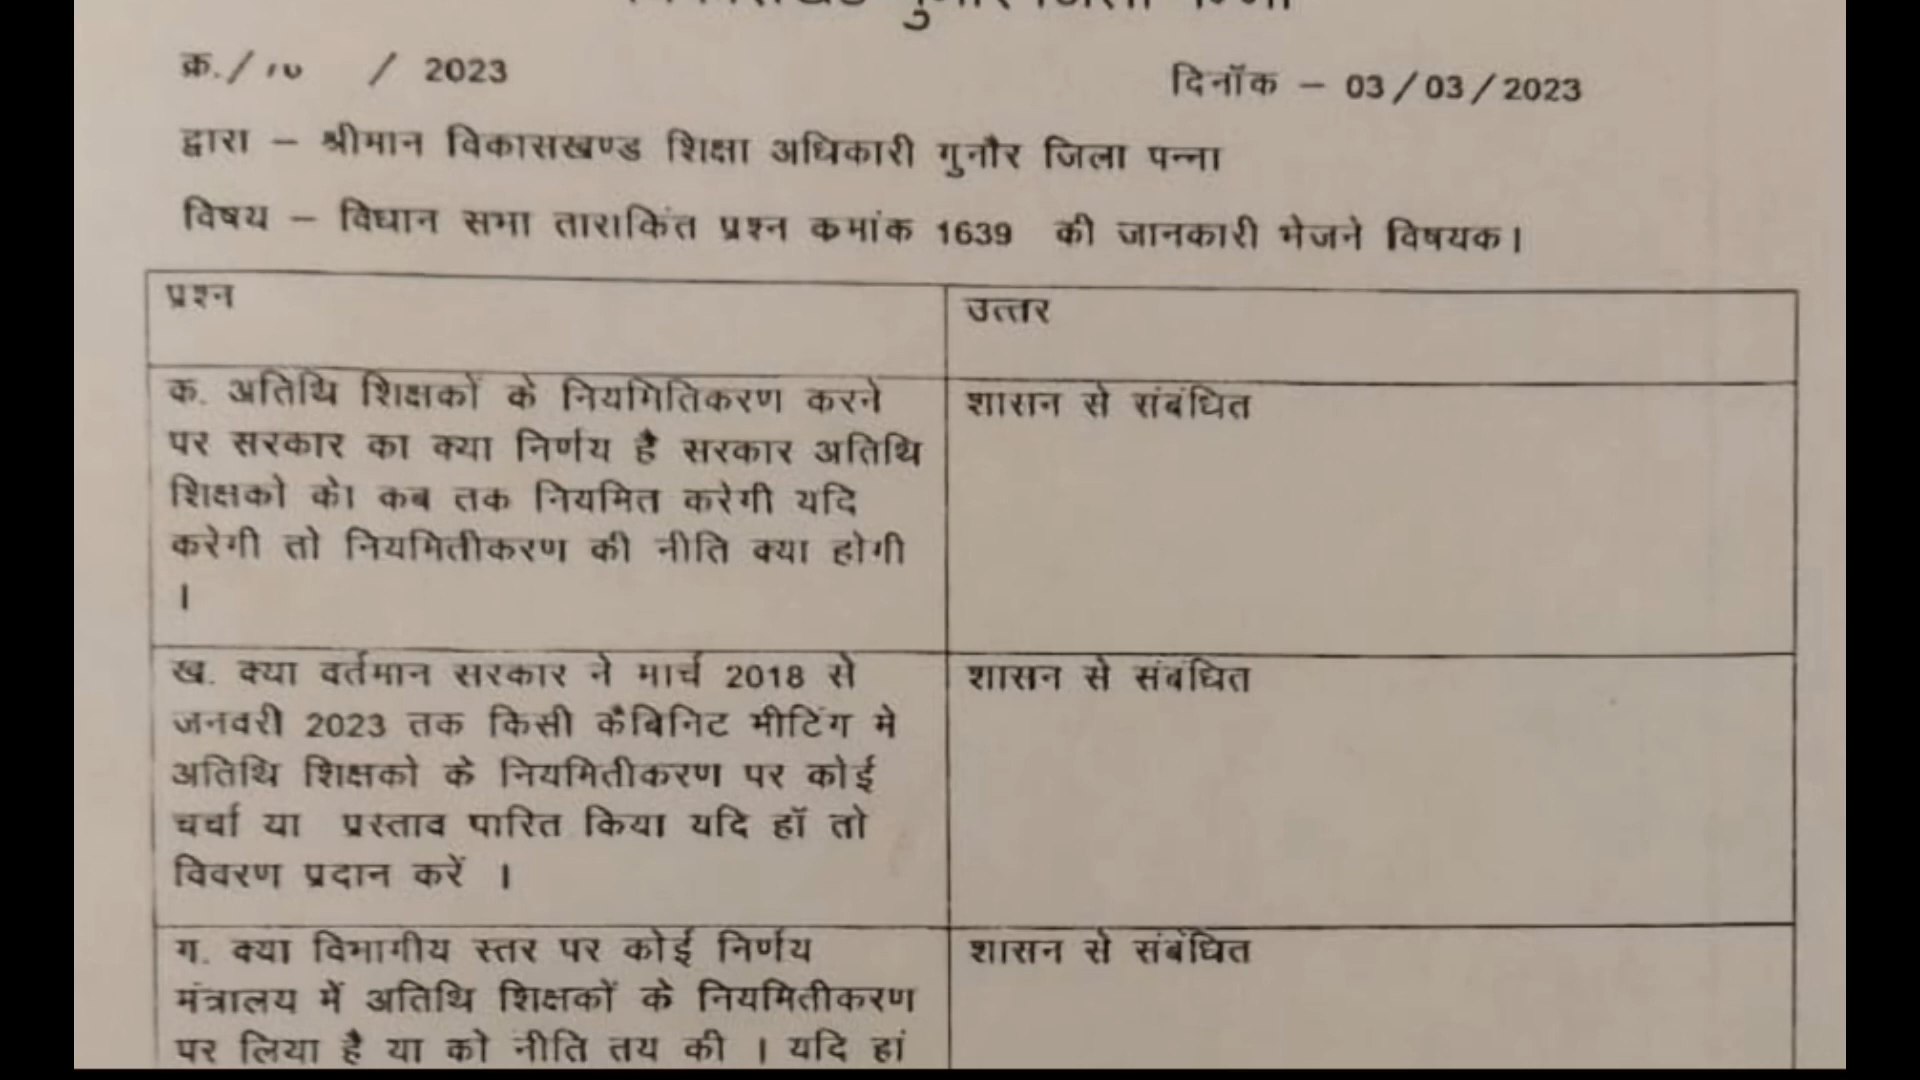 क्र. / 10 / 2023
दिनॉक – 03 / 03 / 2023
द्वारा – श्रीमान विकासखण्ड शिक्षा अधिकारी गुनौर जिला पन्ना
विषय – विधान सभा ताराकिंत प्रश्न कमांक 1639 की जानकारी भेजने विषयक।
प्रश्न
उत्तर
क. अतिथि शिक्षकों के नियमितिकरण करने
पर सरकार का क्या निर्णय है सरकार अतिथि
शिक्षको को कब तक नियमित करेगी यदि
करेगी तो नियमितीकरण की नीति क्या होगी
।
शासन से संबंधित
ख. क्या वर्तमान सरकार ने मार्च 2018 से
जनवरी 2023 तक किसी कैबिनिट मीटिंग मे
अतिथि शिक्षको के नियमितीकरण पर कोई
चर्चा या प्रस्ताव पारित किया यदि हॉ तो
विवरण प्रदान करें ।
शासन से संबंधित
ग. क्या विभागीय स्तर पर कोई निर्णय
मंत्रालय में अतिथि शिक्षकों के नियमितीकरण
पर लिया है या को नीति तय की । यदि हां
शासन से संबंधित